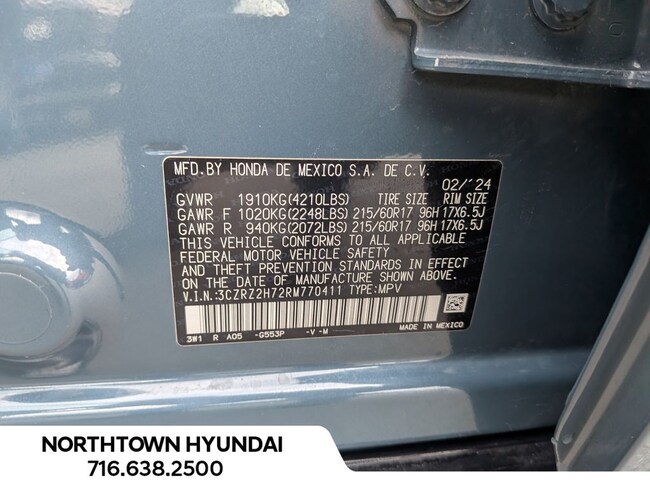 MFD.BY HONDA DE MEXICO S.A. DE C.V.
02/'24
GVWR 1910KG(4210LBS) TIRE SIZE RIM SIZE
GAWR F 1020KG(2248LBS) 215/60R17 96H 17X6.5J
GAWR R 940KG(2072LBS) 215/60R17 96H 17X6.5J
THIS VEHICLE CONFORMS TO ALL APPLICABLE
FEDERAL MOTOR VEHICLE SAFETY
AND THEFT PREVENTION STANDARDS IN EFFECT
ON THE DATE OF MANUFACTURE SHOWN ABOVE.
V.I.N:3CZRZ2H72RM770411 TYPE:MPV
3W1 R A05 -G553P -V -M MADE IN MEXICO
NORTHTOWN HYUNDAI
716.638.2500